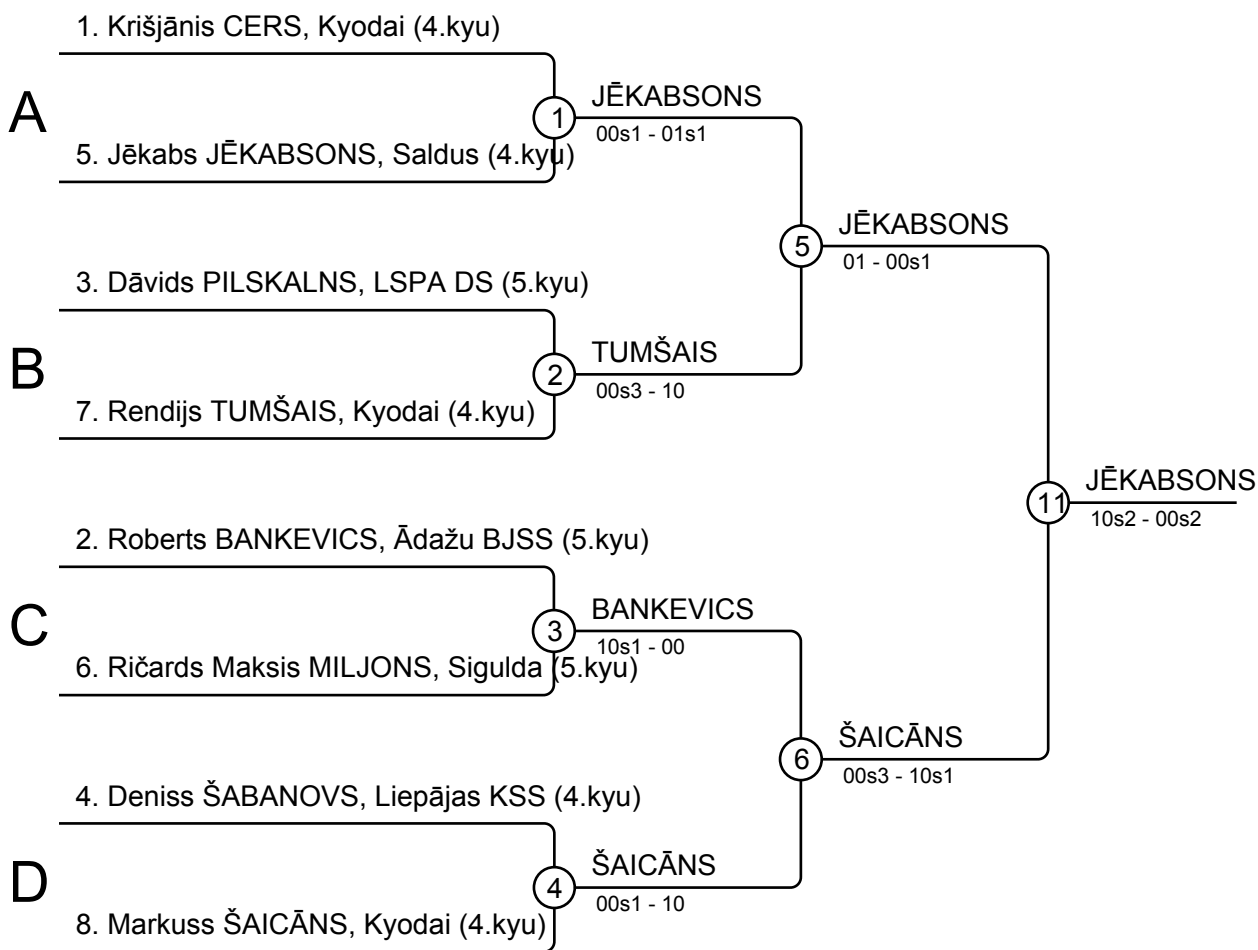 1. Krišjānis CERS, Kyodai (4.kyu)
A
1
JĒKABSONS
00s1 - 01s1
5. Jēkabs JĒKABSONS, Saldus (4.kyu)
5
JĒKABSONS
01 - 00s1
3. Dāvids PILSKALNS, LSPA DS (5.kyu)
B
2
TUMŠAIS
00s3 - 10
7. Rendijs TUMŠAIS, Kyodai (4.kyu)
11
JĒKABSONS
10s2 - 00s2
2. Roberts BANKEVICS, Ādažu BJSS (5.kyu)
C
3
BANKEVICS
10s1 - 00
6. Ričards Maksis MILJONS, Sigulda (5.kyu)
6
ŠAICĀNS
00s3 - 10s1
4. Deniss ŠABANOVS, Liepājas KSS (4.kyu)
D
4
ŠAICĀNS
00s1 - 10
8. Markuss ŠAICĀNS, Kyodai (4.kyu)